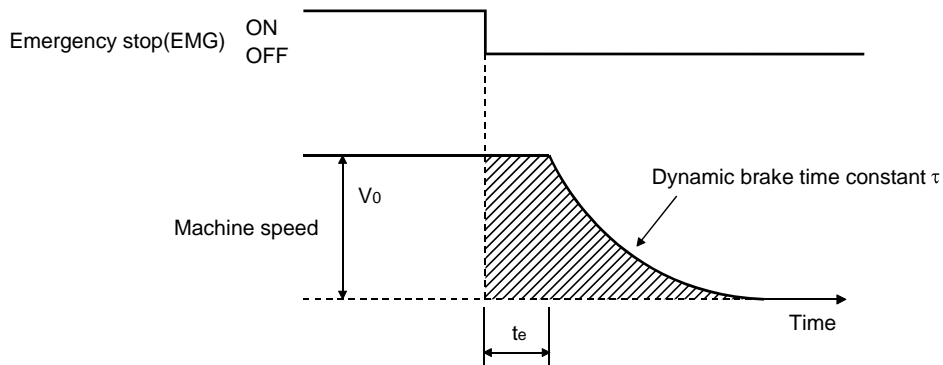 Emergency stop(EMG)
ON
OFF
V0
Dynamic brake time constant τ
Machine speed
Time
te